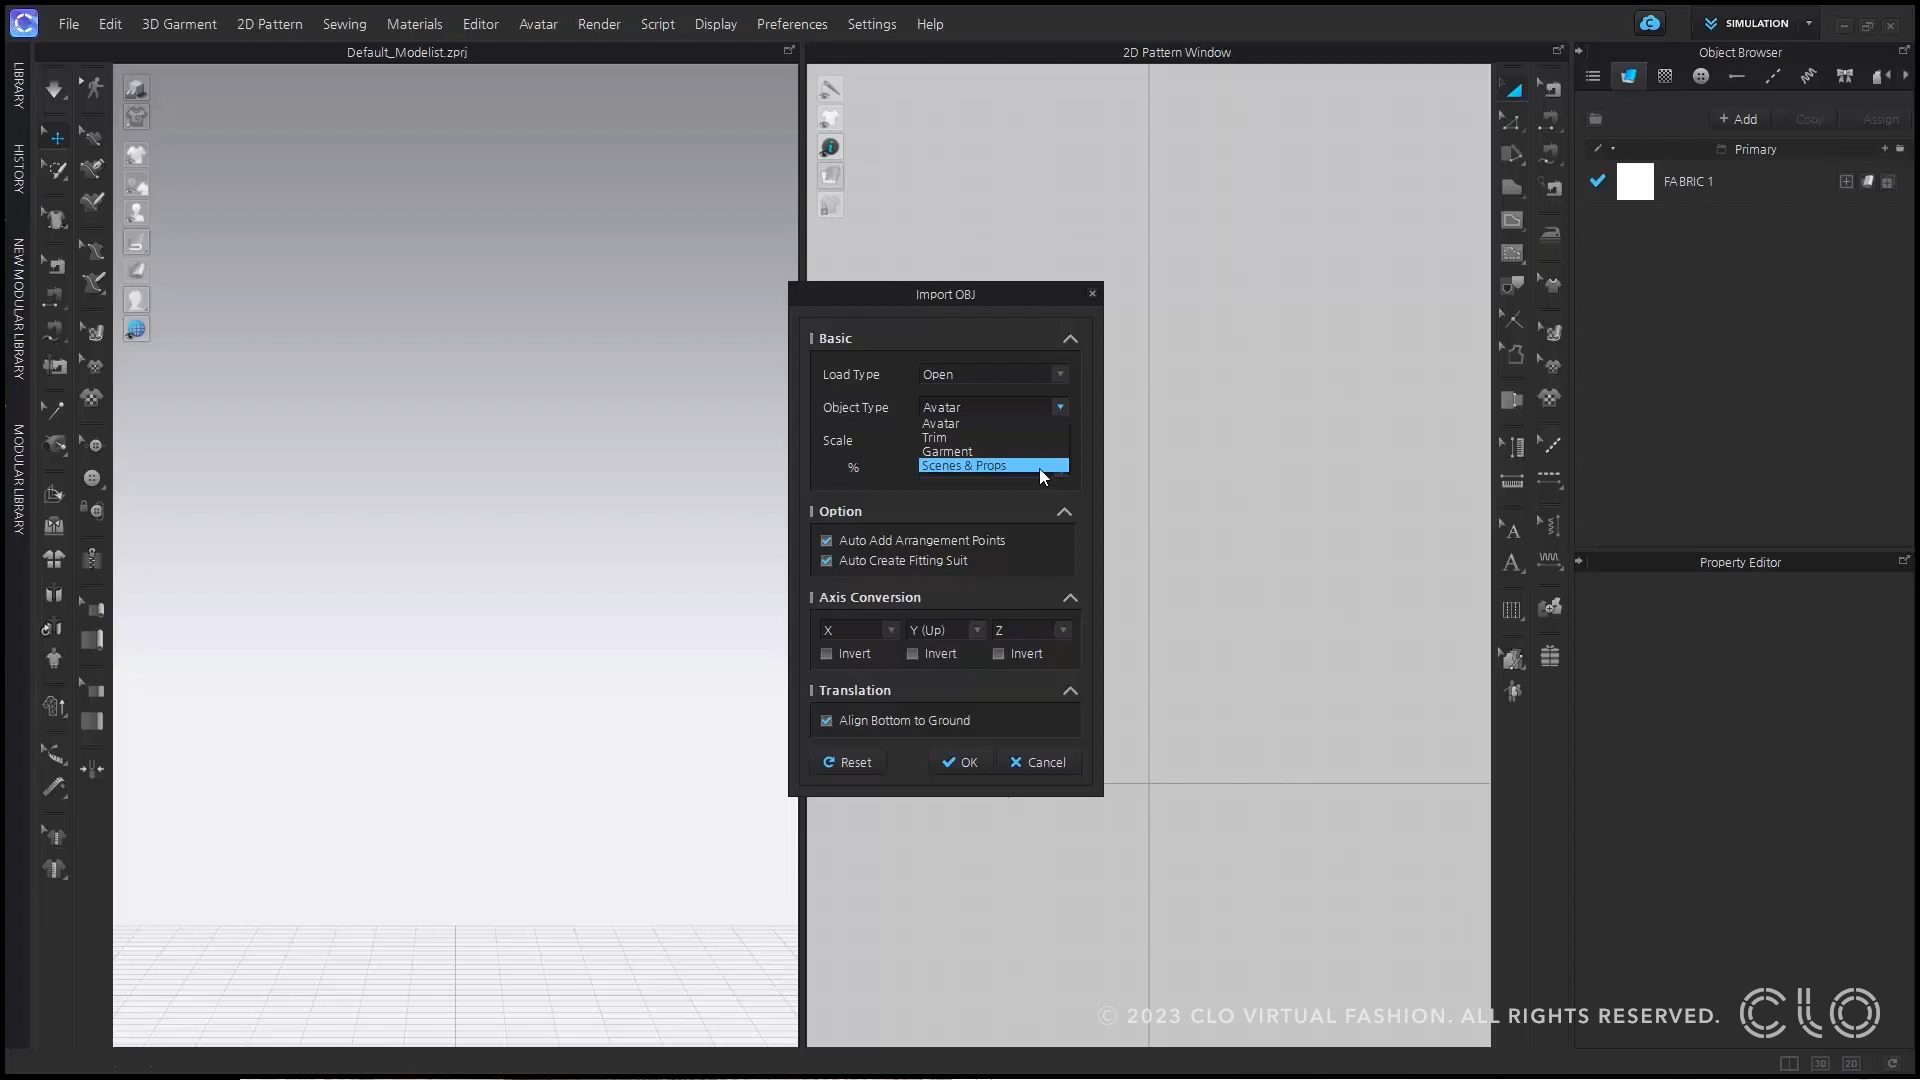 File Edit 3D Garment 2D Pattern Sewing Materials Editor Avatar Render Script Display Preferences Settings Help
SIMULATION
Default_Modelist.zprj
2D Pattern Window
Object Browser
LIBRARY
HISTORY
NEW MODULAR LIBRARY
MODULAR LIBRARY
+ Add Copy Assign
Primary
FABRIC 1
Import OBJ
Basic
Load Type Open
Object Type Avatar
Avatar
Trim
Garment
Scenes & Props
Scale
%
Option
Auto Add Arrangement Points
Auto Create Fitting Suit
Axis Conversion
X Y (Up) Z
Invert Invert Invert
Translation
Align Bottom to Ground
Reset OK Cancel
Property Editor
© 2023 CLO VIRTUAL FASHION. ALL RIGHTS RESERVED. CLO
3D 2D